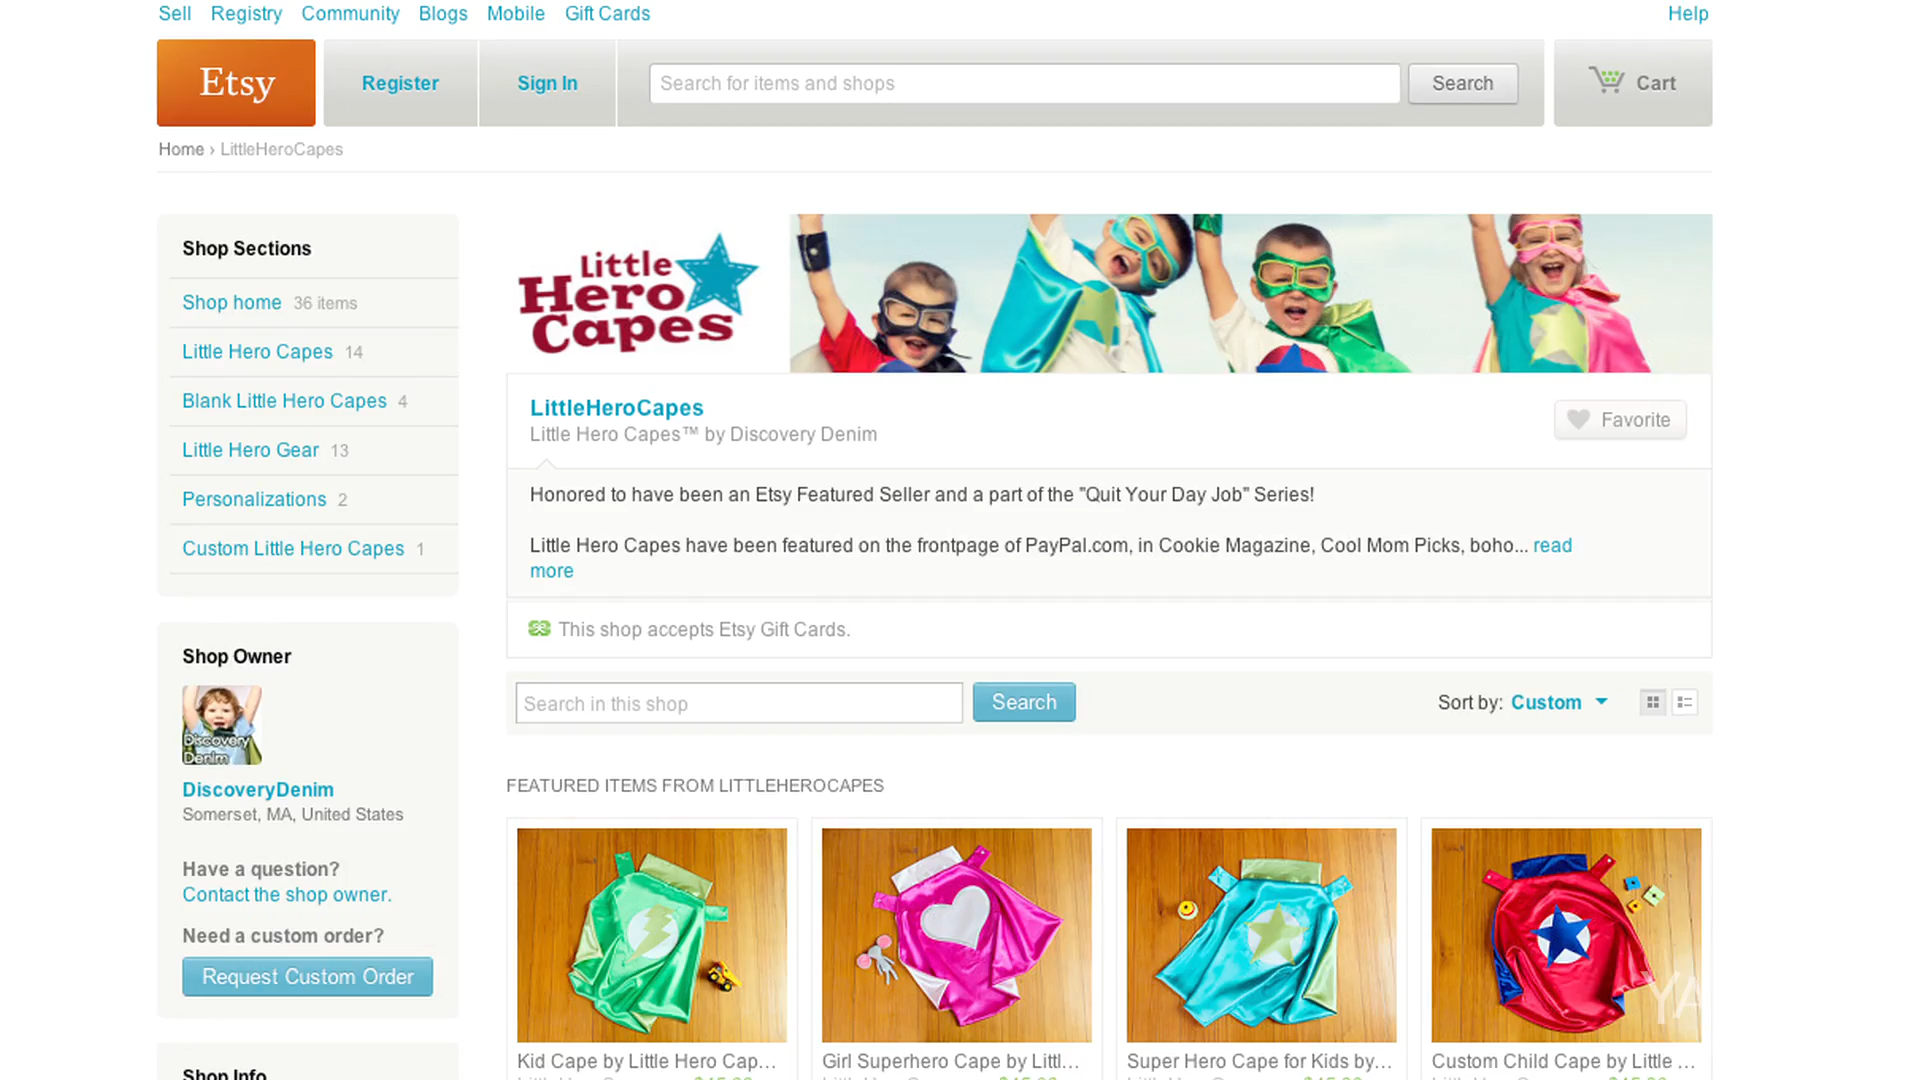 Sell Registry Community Blogs Mobile Gift Cards Help
Etsy
Register
Sign In
Search for items and shops
Search
Cart
Home › LittleHeroCapes
Shop Sections
Shop home 36 items
Little Hero Capes 14
Blank Little Hero Capes 4
Little Hero Gear 13
Personalizations 2
Custom Little Hero Capes 1
Shop Owner
Discovery
Denim
DiscoveryDenim
Somerset, MA, United States
Have a question?
Contact the shop owner.
Need a custom order?
Request Custom Order
Shop Info
Little
Hero
Capes
LittleHeroCapes
Little Hero Capes™ by Discovery Denim
Favorite
Honored to have been an Etsy Featured Seller and a part of the "Quit Your Day Job" Series!
Little Hero Capes have been featured on the frontpage of PayPal.com, in Cookie Magazine, Cool Mom Picks, boho... read
more
This shop accepts Etsy Gift Cards.
Search in this shop
Search
Sort by: Custom
FEATURED ITEMS FROM LITTLEHEROCAPES
Kid Cape by Little Hero Cap...
Girl Superhero Cape by Littl...
Super Hero Cape for Kids by...
Custom Child Cape by Little ...
YA